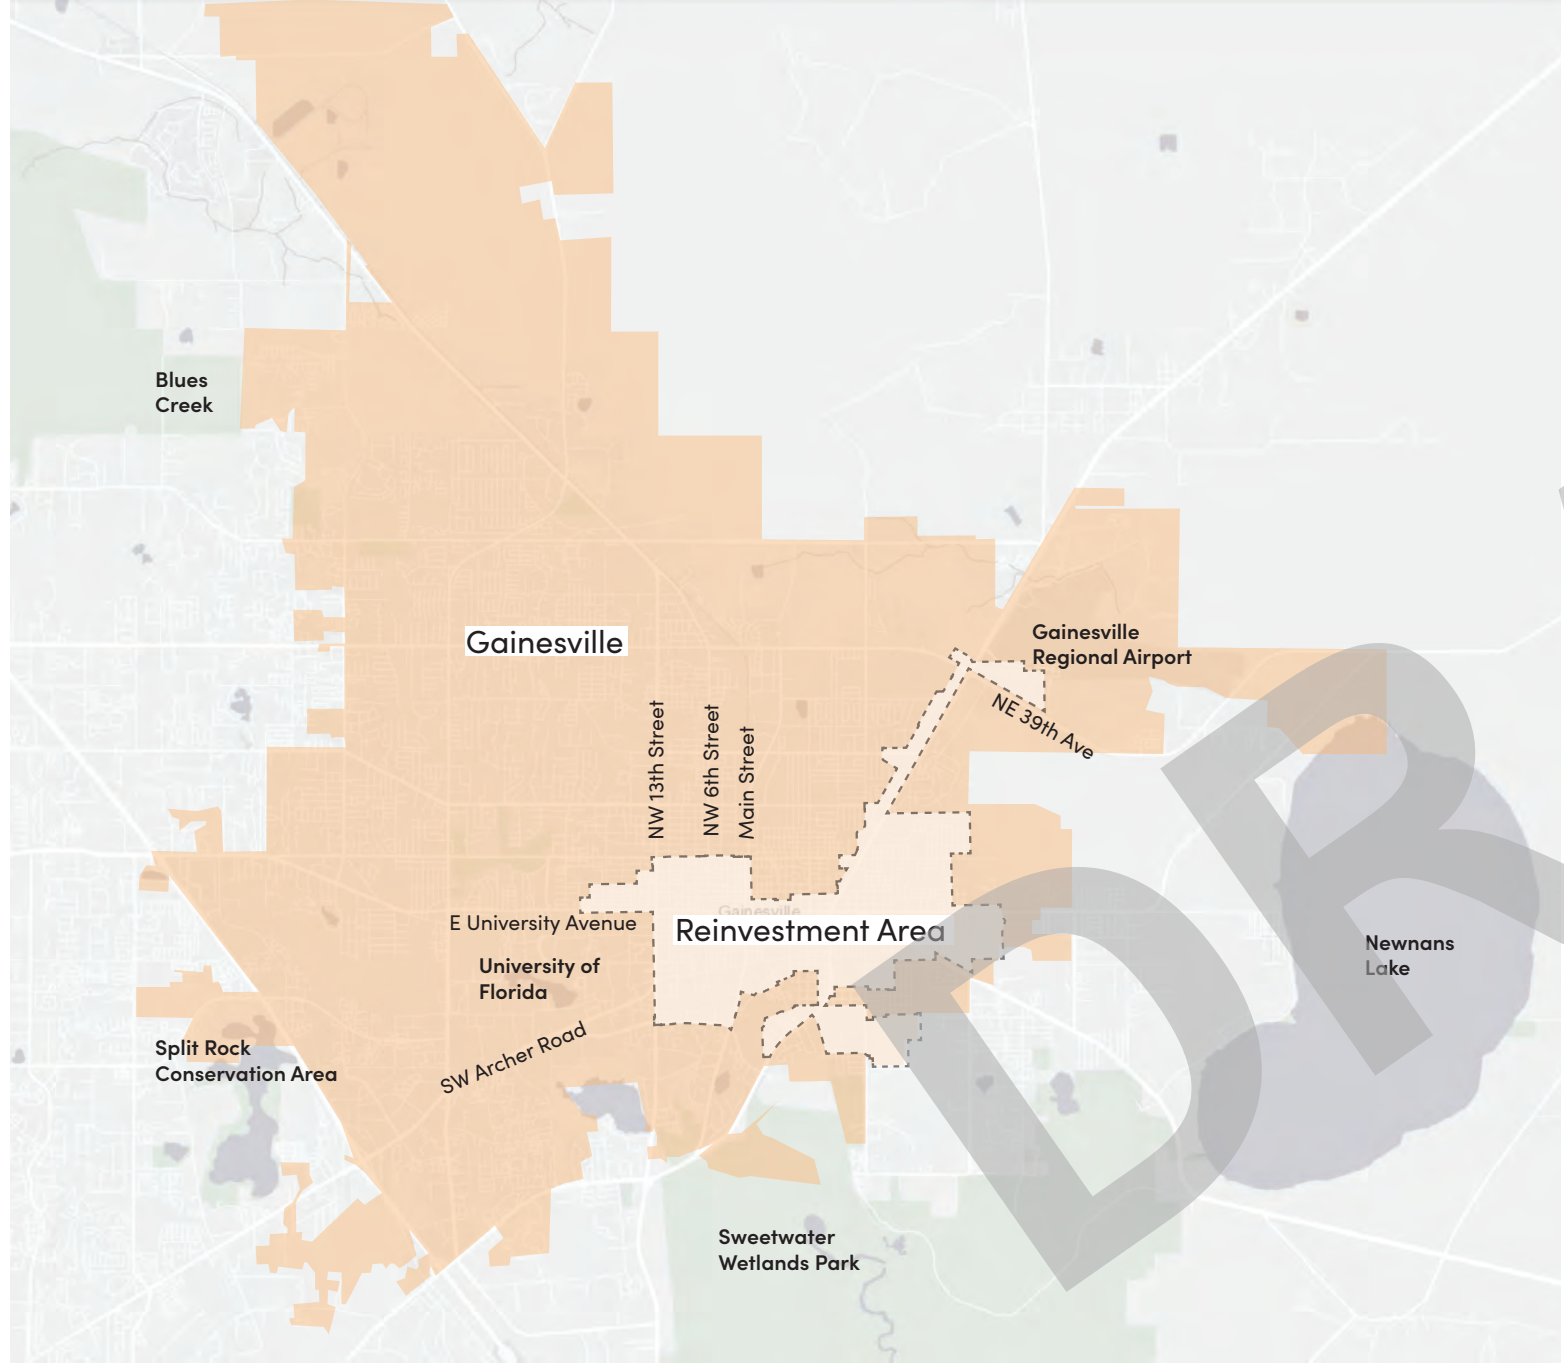 Blues
Creek
Gainesville
Gainesville
Regional Airport
NE 39th Ave
NW 13th Street
NW 6th Street
Main Street
Gainesville
E University Avenue
Reinvestment Area
University of
Florida
Newnans
Lake
SW Archer Road
Split Rock
Conservation Area
Sweetwater
Wetlands Park
DR